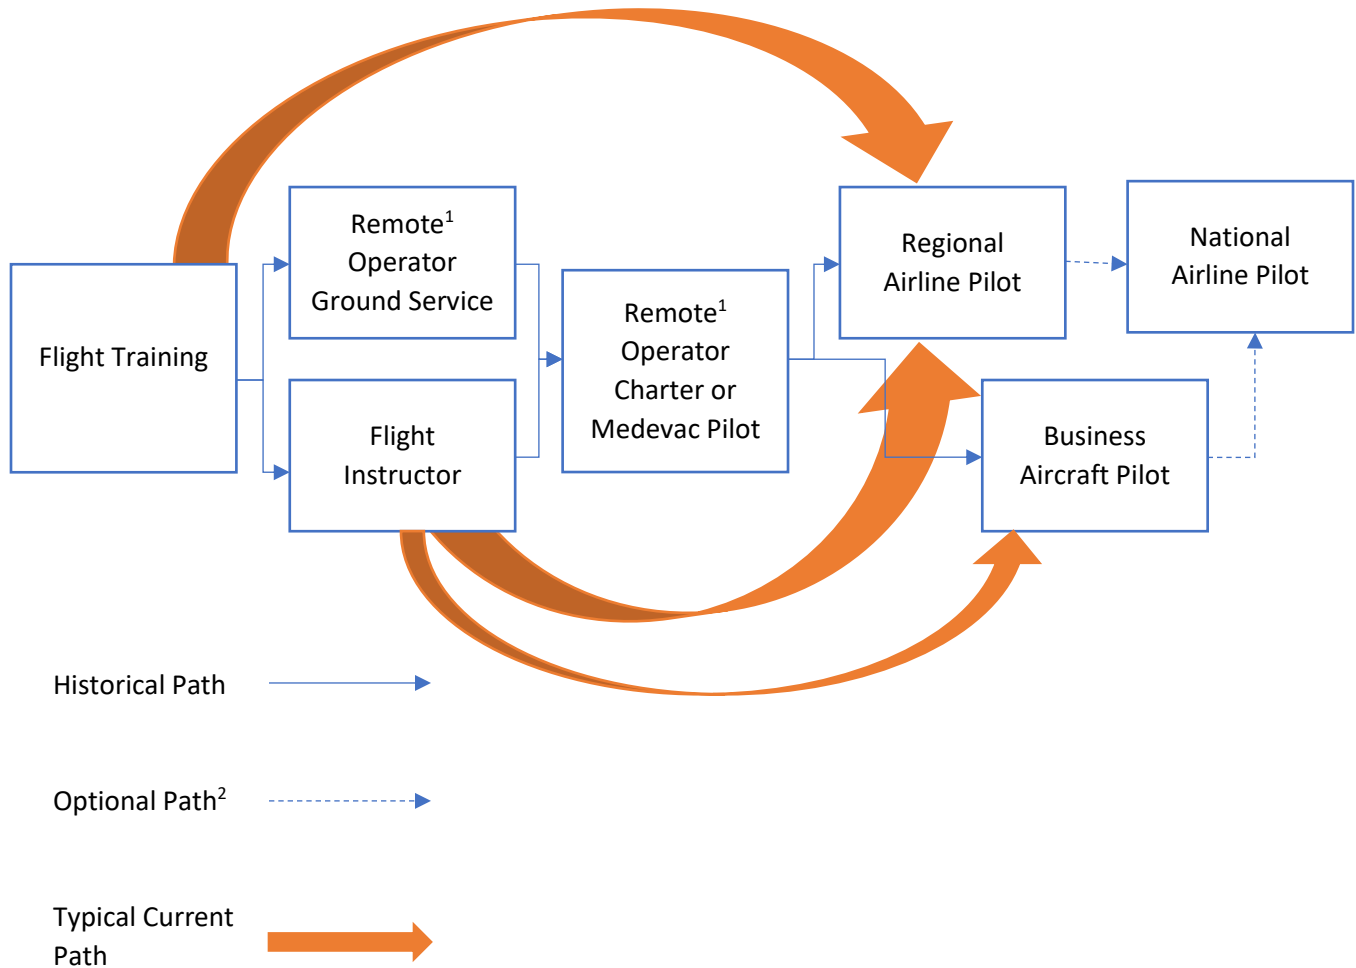 Flight Training
Remote1
Operator
Ground Service
Flight
Instructor
Remote1
Operator
Charter or
Medevac Pilot
Regional
Airline Pilot
National
Airline Pilot
Business
Aircraft Pilot
Historical Path
Optional Path2
Typical Current
Path